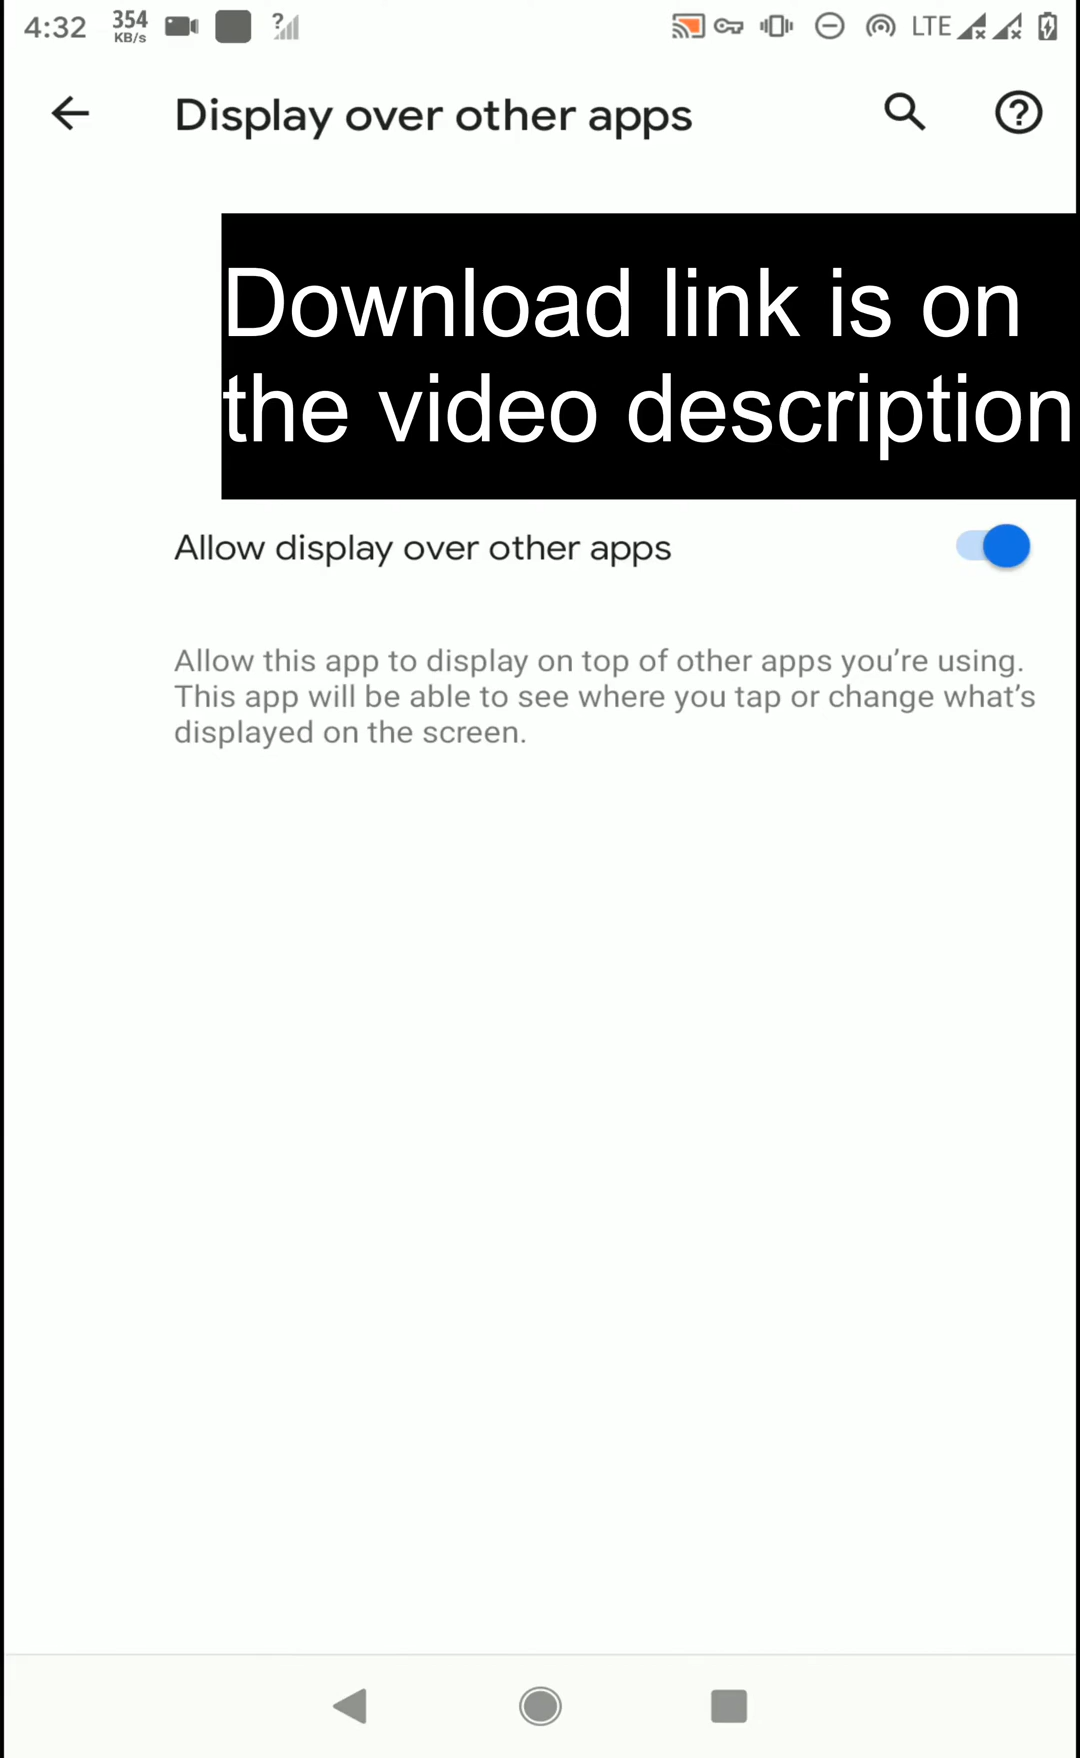 4:32 354 KB/s ? LTE
Display over other apps
Download link is on
the video description
Allow display over other apps
Allow this app to display on top of other apps you’re using.
This app will be able to see where you tap or change what’s
displayed on the screen.